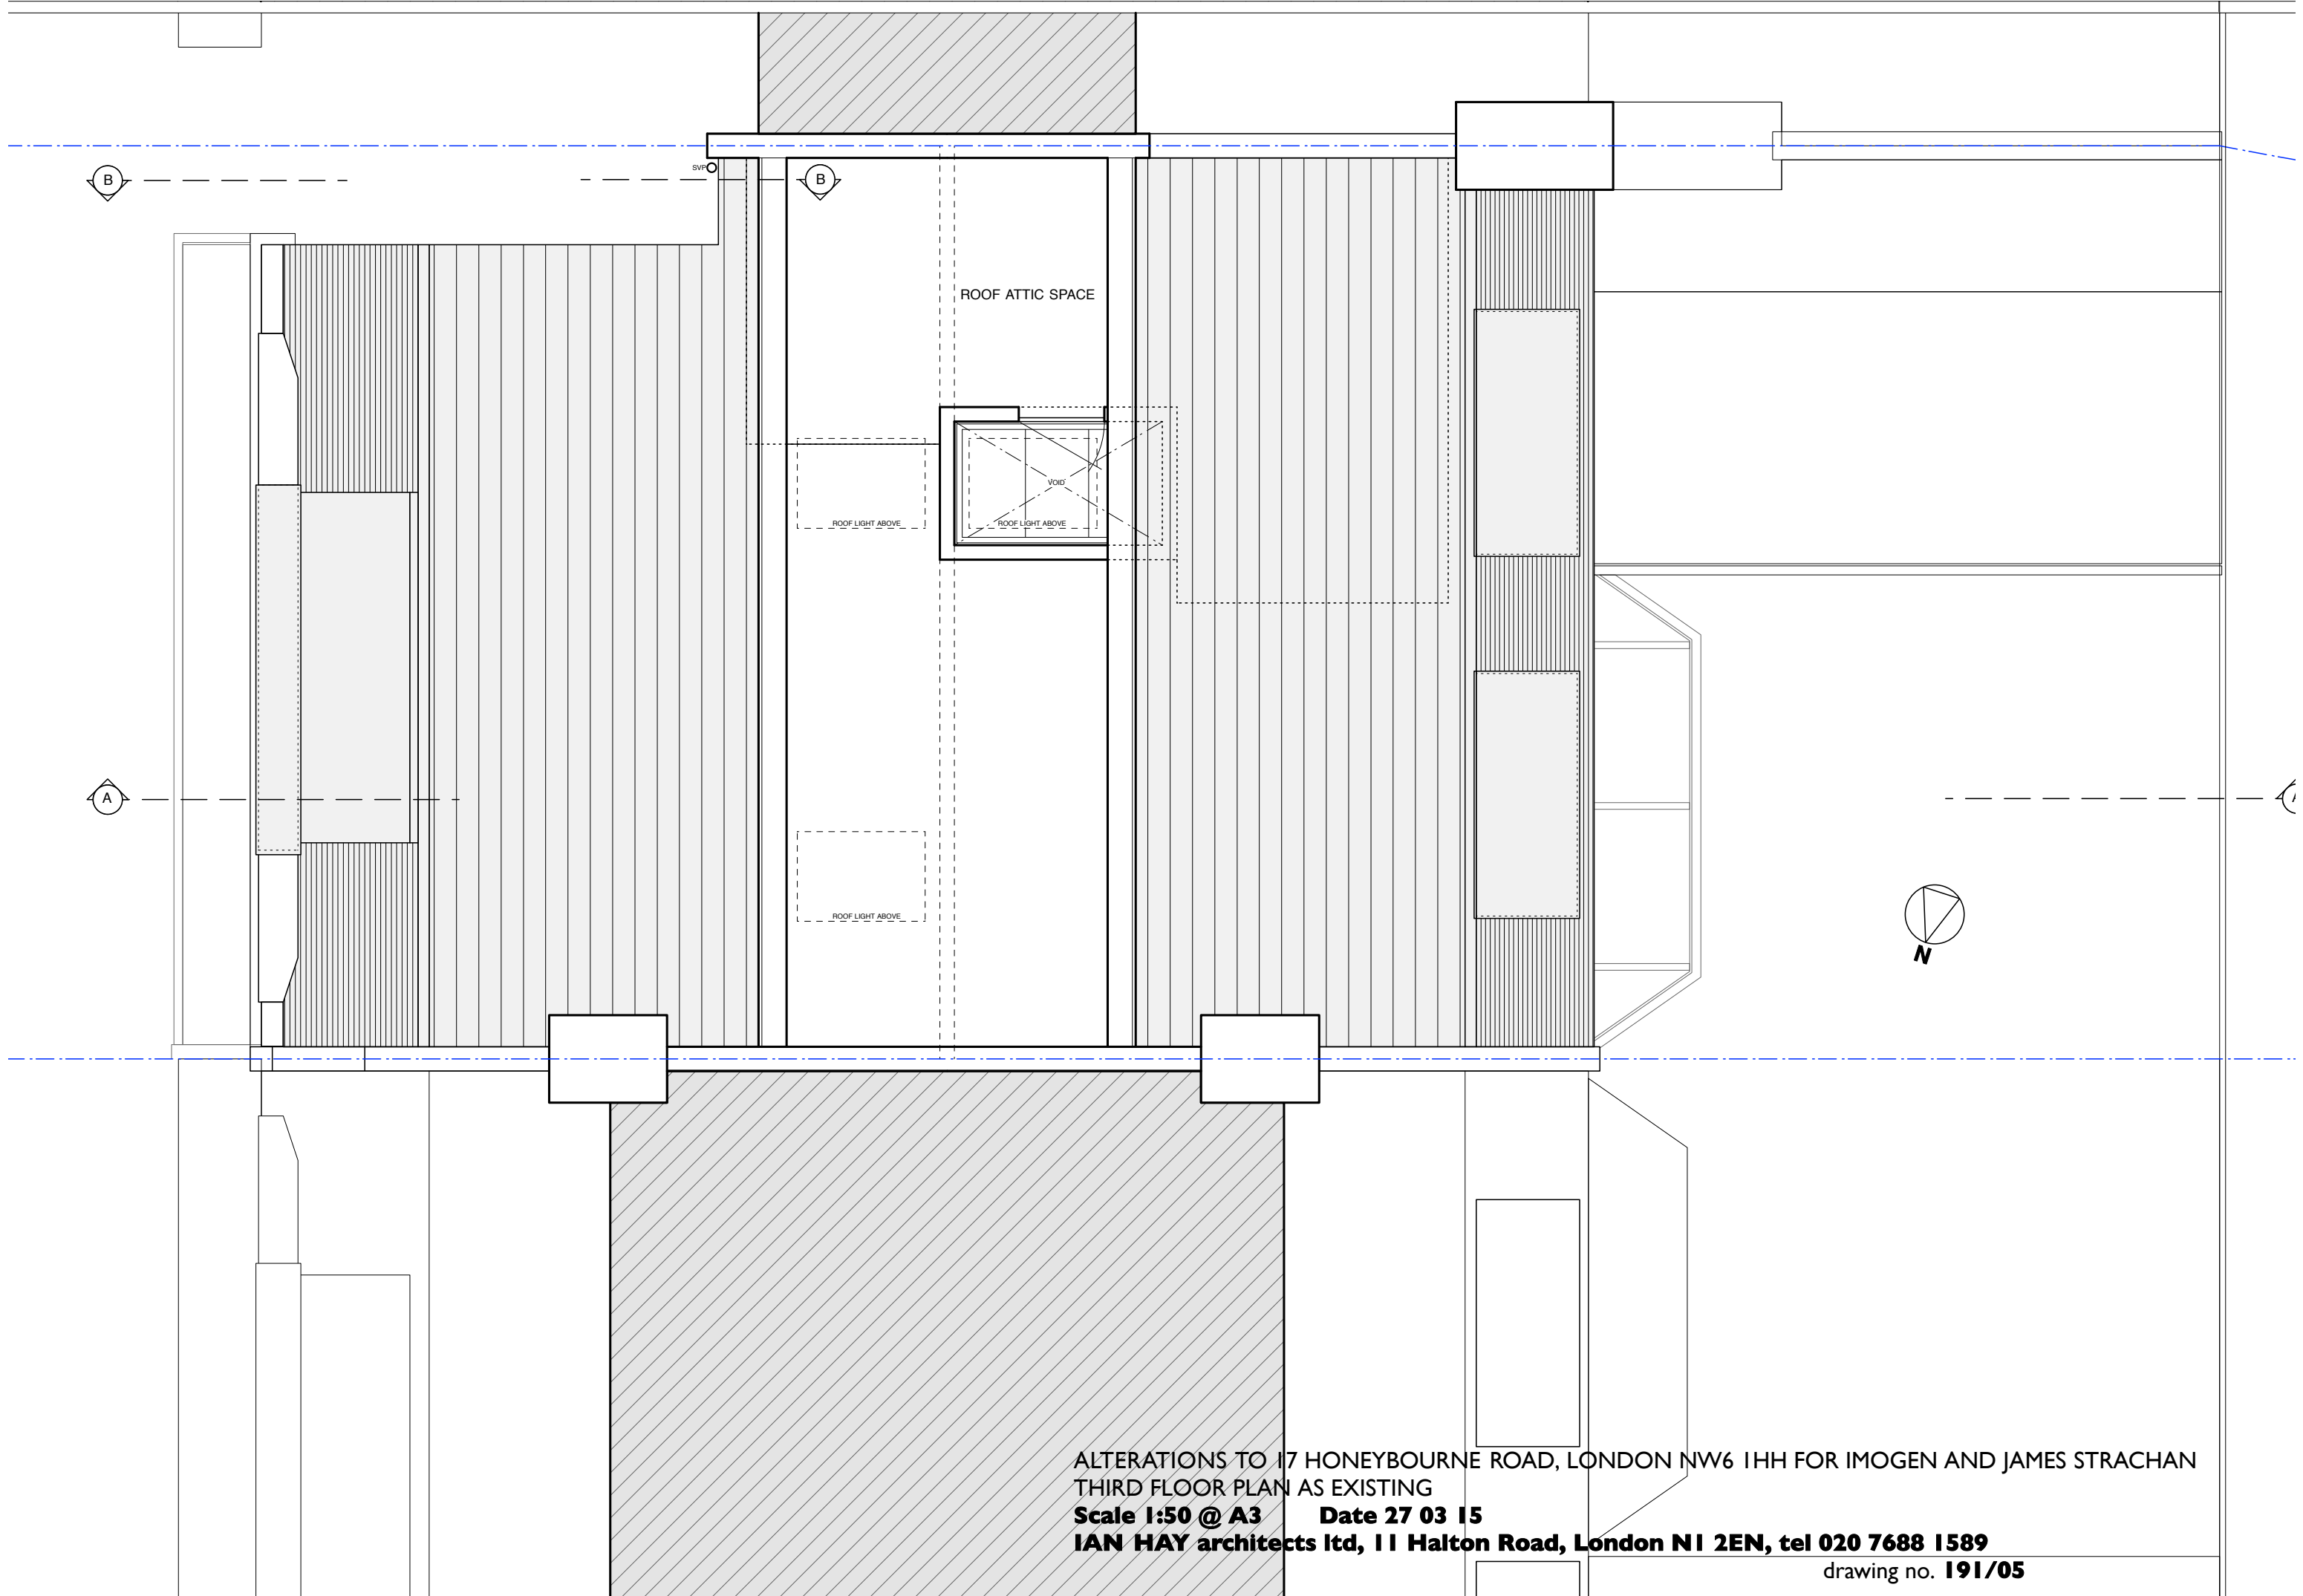 SVP
B
B
ROOF ATTIC SPACE
VOID
ROOF LIGHT ABOVE
ROOF LIGHT ABOVE
A
A
ROOF LIGHT ABOVE
N
ALTERATIONS TO 17 HONEYBOURNE ROAD, LONDON NW6 1HH FOR IMOGEN AND JAMES STRACHAN
THIRD FLOOR PLAN AS EXISTING
Scale 1:50 @ A3 Date 27 03 15
IAN HAY architects ltd, 11 Halton Road, London N1 2EN, tel 020 7688 1589
drawing no. 191/05